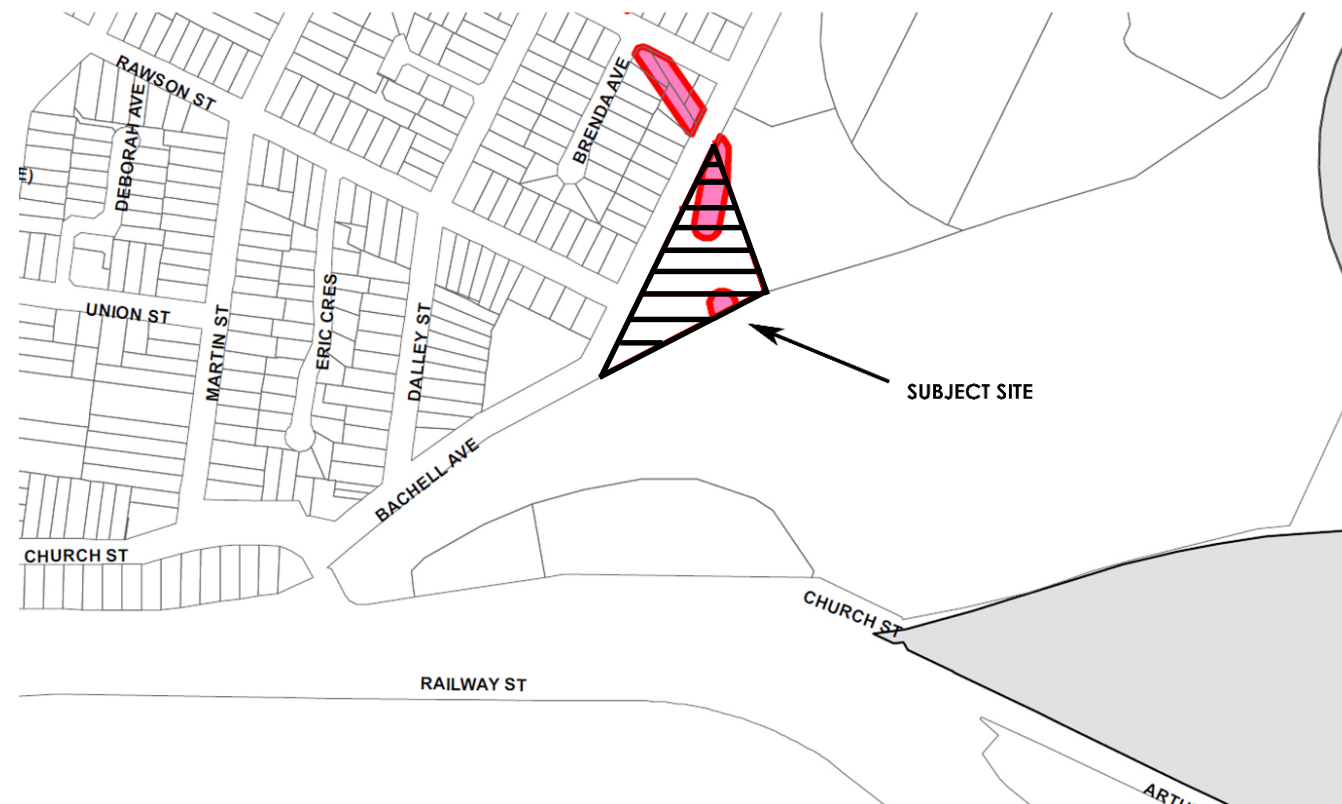 RAWSON ST
DEBORAH AVE
BRENDA AVE
E)
UNION ST
MARTIN ST
ERIC CRES
DALLEY ST
SUBJECT SITE
BACHELL AVE
CHURCH ST
CHURCH ST
RAILWAY ST
ARTH